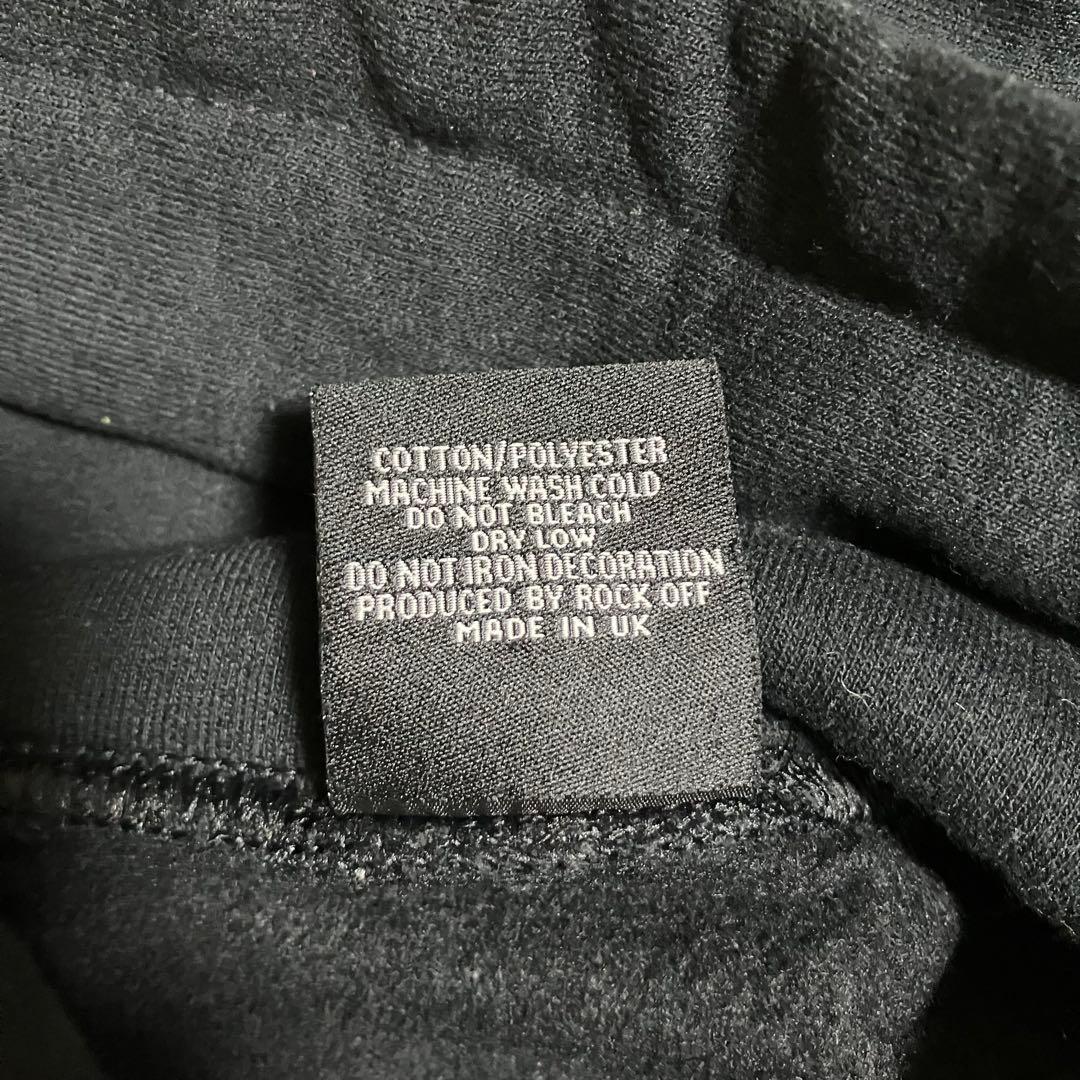 COTTON/POLYESTER
MACHINE WASH COLD
DO NOT BLEACH
DRY LOW
DO NOT IRON DECORATION
PRODUCED BY ROCK OFF
MADE IN UK